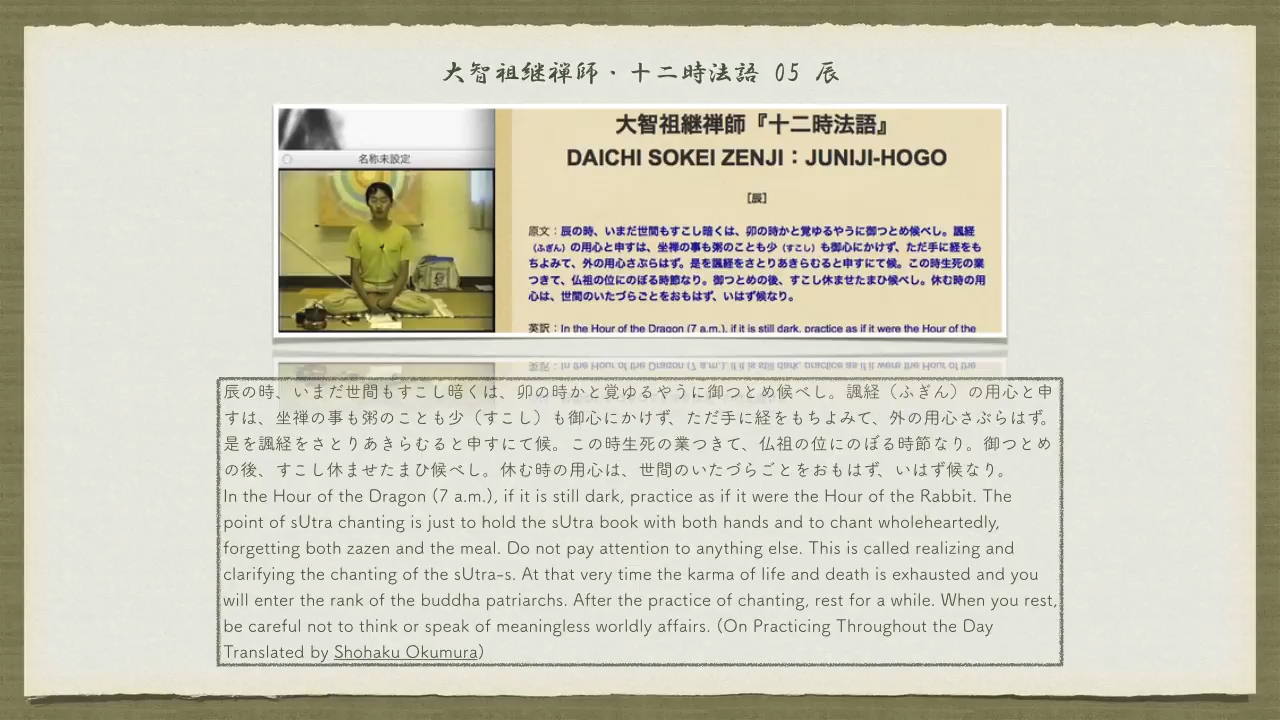 大智祖継禅師・十二時法語 05 辰
名称未設定
大智祖継禅師『十二時法語』
DAICHI SOKEI ZENJI：JUNIJI-HOGO
［辰］
原文：辰の時、いまだ世間もすこし暗くは、卯の時かと覚ゆるやうに御つとめ候べし。諷経
（ふぎん）の用心と申すは、坐禅の事も粥のことも少（すこし）も御心にかけず、ただ手に経をも
ちよみて、外の用心さぶらはず。是を諷経をさとりあきらむると申すにて候。この時生死の業
つきて、仏祖の位にのぼる時節なり。御つとめの後、すこし休ませたまひ候べし。休む時の用
心は、世間のいたづらごとをおもはず、いはず候なり。
英訳：In the Hour of the Dragon (7 a.m.), if it is still dark, practice as if it were the Hour of the
辰の時、いまだ世間もすこし暗くは、卯の時かと覚ゆるやうに御つとめ候べし。諷経（ふぎん）の用心と申
すは、坐禅の事も粥のことも少（すこし）も御心にかけず、ただ手に経をもちよみて、外の用心さぶらはず。
是を諷経をさとりあきらむると申すにて候。この時生死の業つきて、仏祖の位にのぼる時節なり。御つとめ
の後、すこし休ませたまひ候べし。休む時の用心は、世間のいたづらごとをおもはず、いはず候なり。
In the Hour of the Dragon (7 a.m.), if it is still dark, practice as if it were the Hour of the Rabbit. The
point of sUtra chanting is just to hold the sUtra book with both hands and to chant wholeheartedly,
forgetting both zazen and the meal. Do not pay attention to anything else. This is called realizing and
clarifying the chanting of the sUtra-s. At that very time the karma of life and death is exhausted and you
will enter the rank of the buddha patriarchs. After the practice of chanting, rest for a while. When you rest,
be careful not to think or speak of meaningless worldly affairs. (On Practicing Throughout the Day
Translated by Shohaku Okumura)